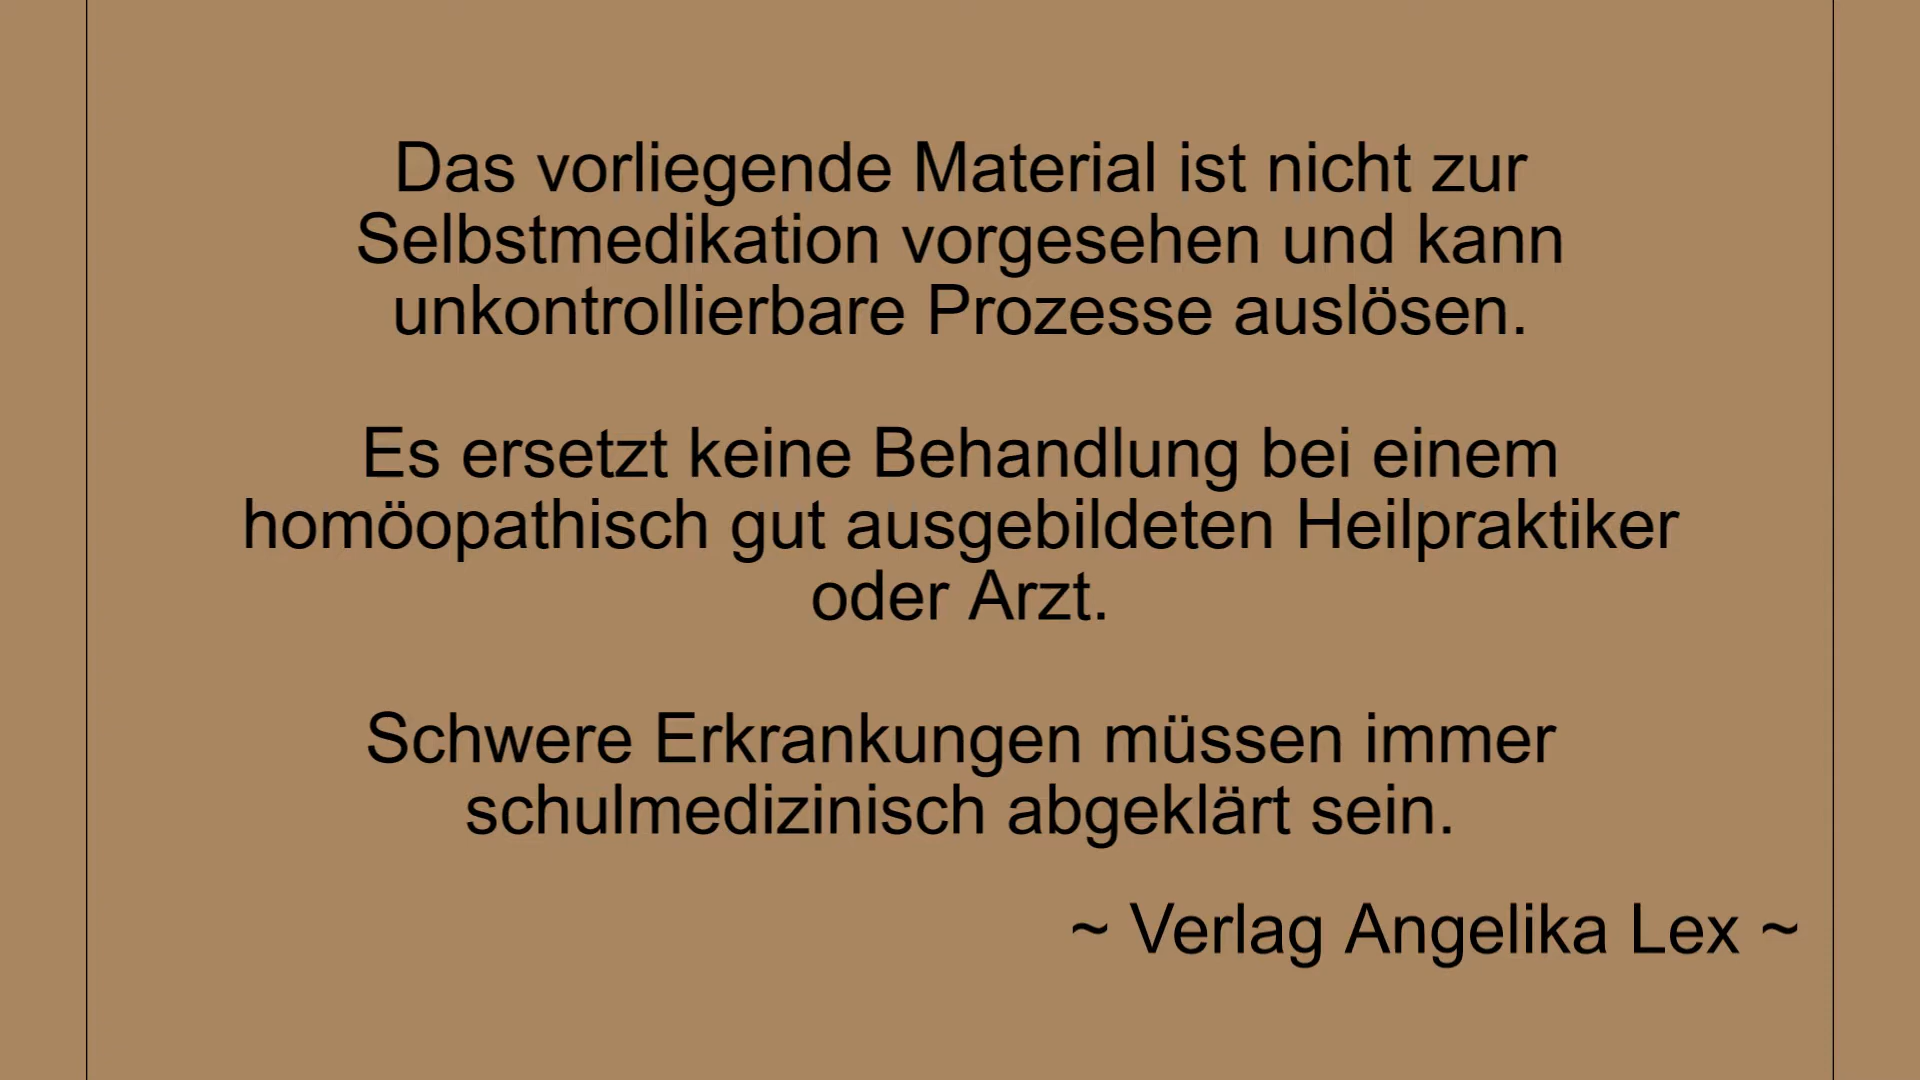 Das vorliegende Material ist nicht zur
Selbstmedikation vorgesehen und kann
unkontrollierbare Prozesse auslösen.
Es ersetzt keine Behandlung bei einem
homöopathisch gut ausgebildeten Heilpraktiker
oder Arzt.
Schwere Erkrankungen müssen immer
schulmedizinisch abgeklärt sein.
~ Verlag Angelika Lex ~